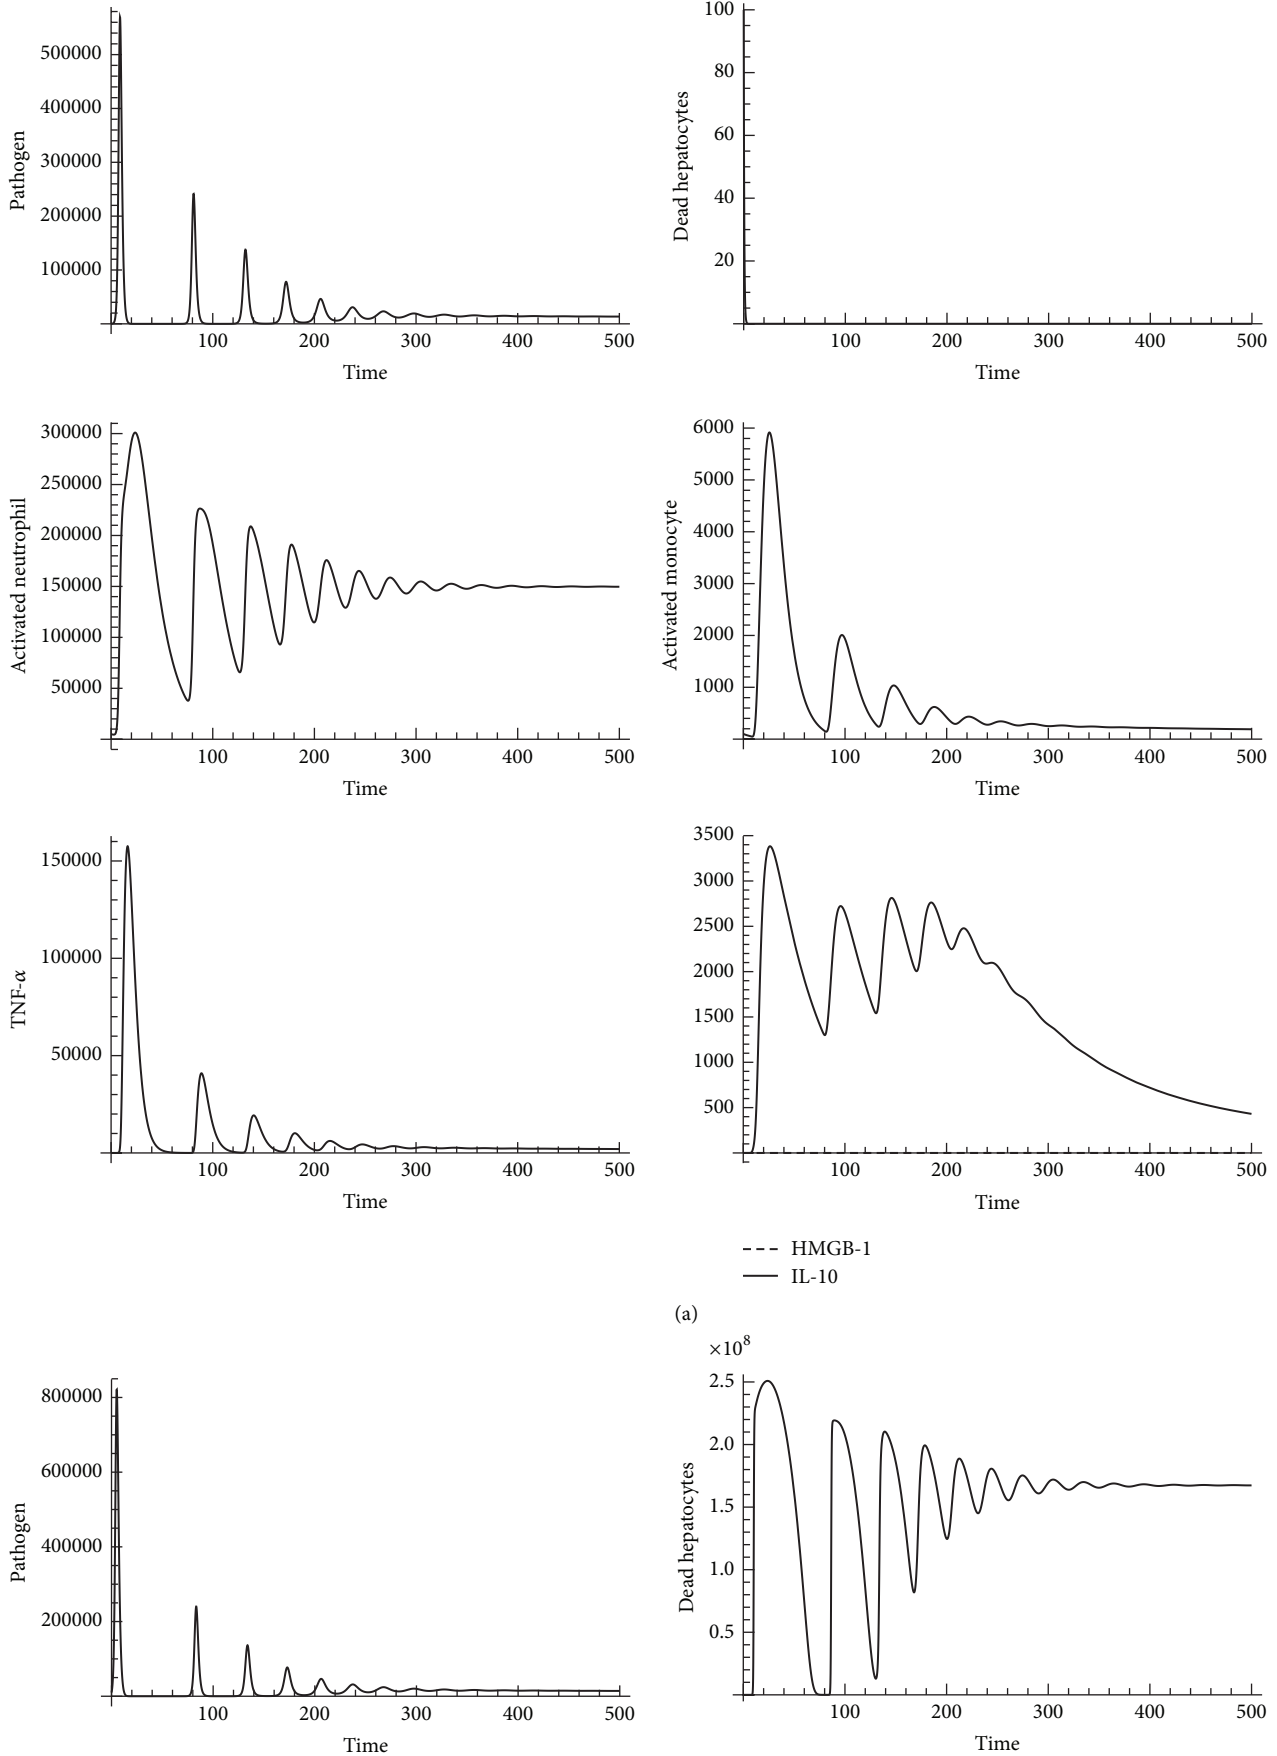 Pathogen
500000
400000
300000
200000
100000
100 200 300 400 500
Time
Dead hepatocytes
100
80
60
40
20
100 200 300 400 500
Time
Activated neutrophil
300000
250000
200000
150000
100000
50000
100 200 300 400 500
Time
Activated monocyte
6000
5000
4000
3000
2000
1000
100 200 300 400 500
Time
TNF-α
150000
100000
50000
100 200 300 400 500
Time
3500
3000
2500
2000
1500
1000
500
100 200 300 400 500
Time
HMGB-1
IL-10
(a)
Pathogen
800000
600000
400000
200000
100 200 300 400 500
Time
×10⁸
Dead hepatocytes
2.5
2.0
1.5
1.0
0.5
100 200 300 400 500
Time